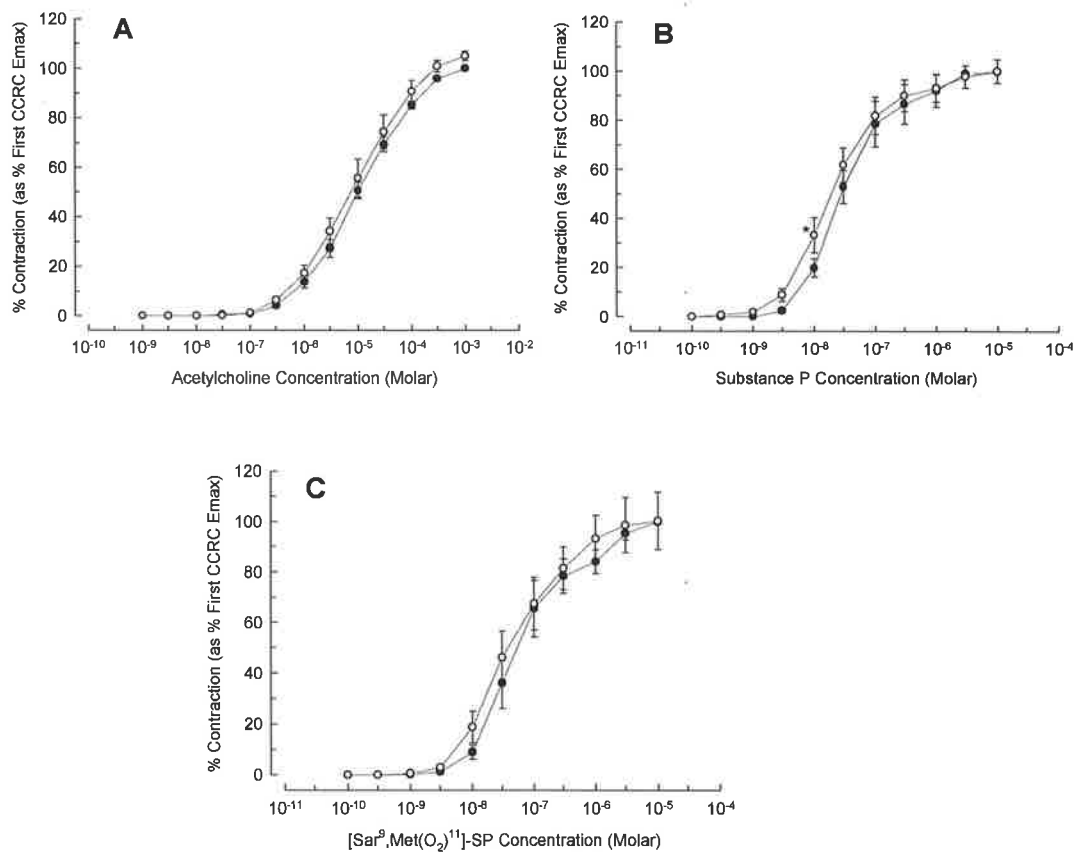 A
% Contraction (as % First CCRC Emax)
120
100
80
60
40
20
0
10-10 10-9 10-8 10-7 10-6 10-5 10-4 10-3 10-2
Acetylcholine Concentration (Molar)
B
% Contraction (as % First CCRC Emax)
120
100
80
60
40
20
0
*
10-11 10-10 10-9 10-8 10-7 10-6 10-5 10-4
Substance P Concentration (Molar)
C
% Contraction (as % First CCRC Emax)
120
100
80
60
40
20
0
10-11 10-10 10-9 10-8 10-7 10-6 10-5 10-4
[Sar9,Met(O2)11]-SP Concentration (Molar)